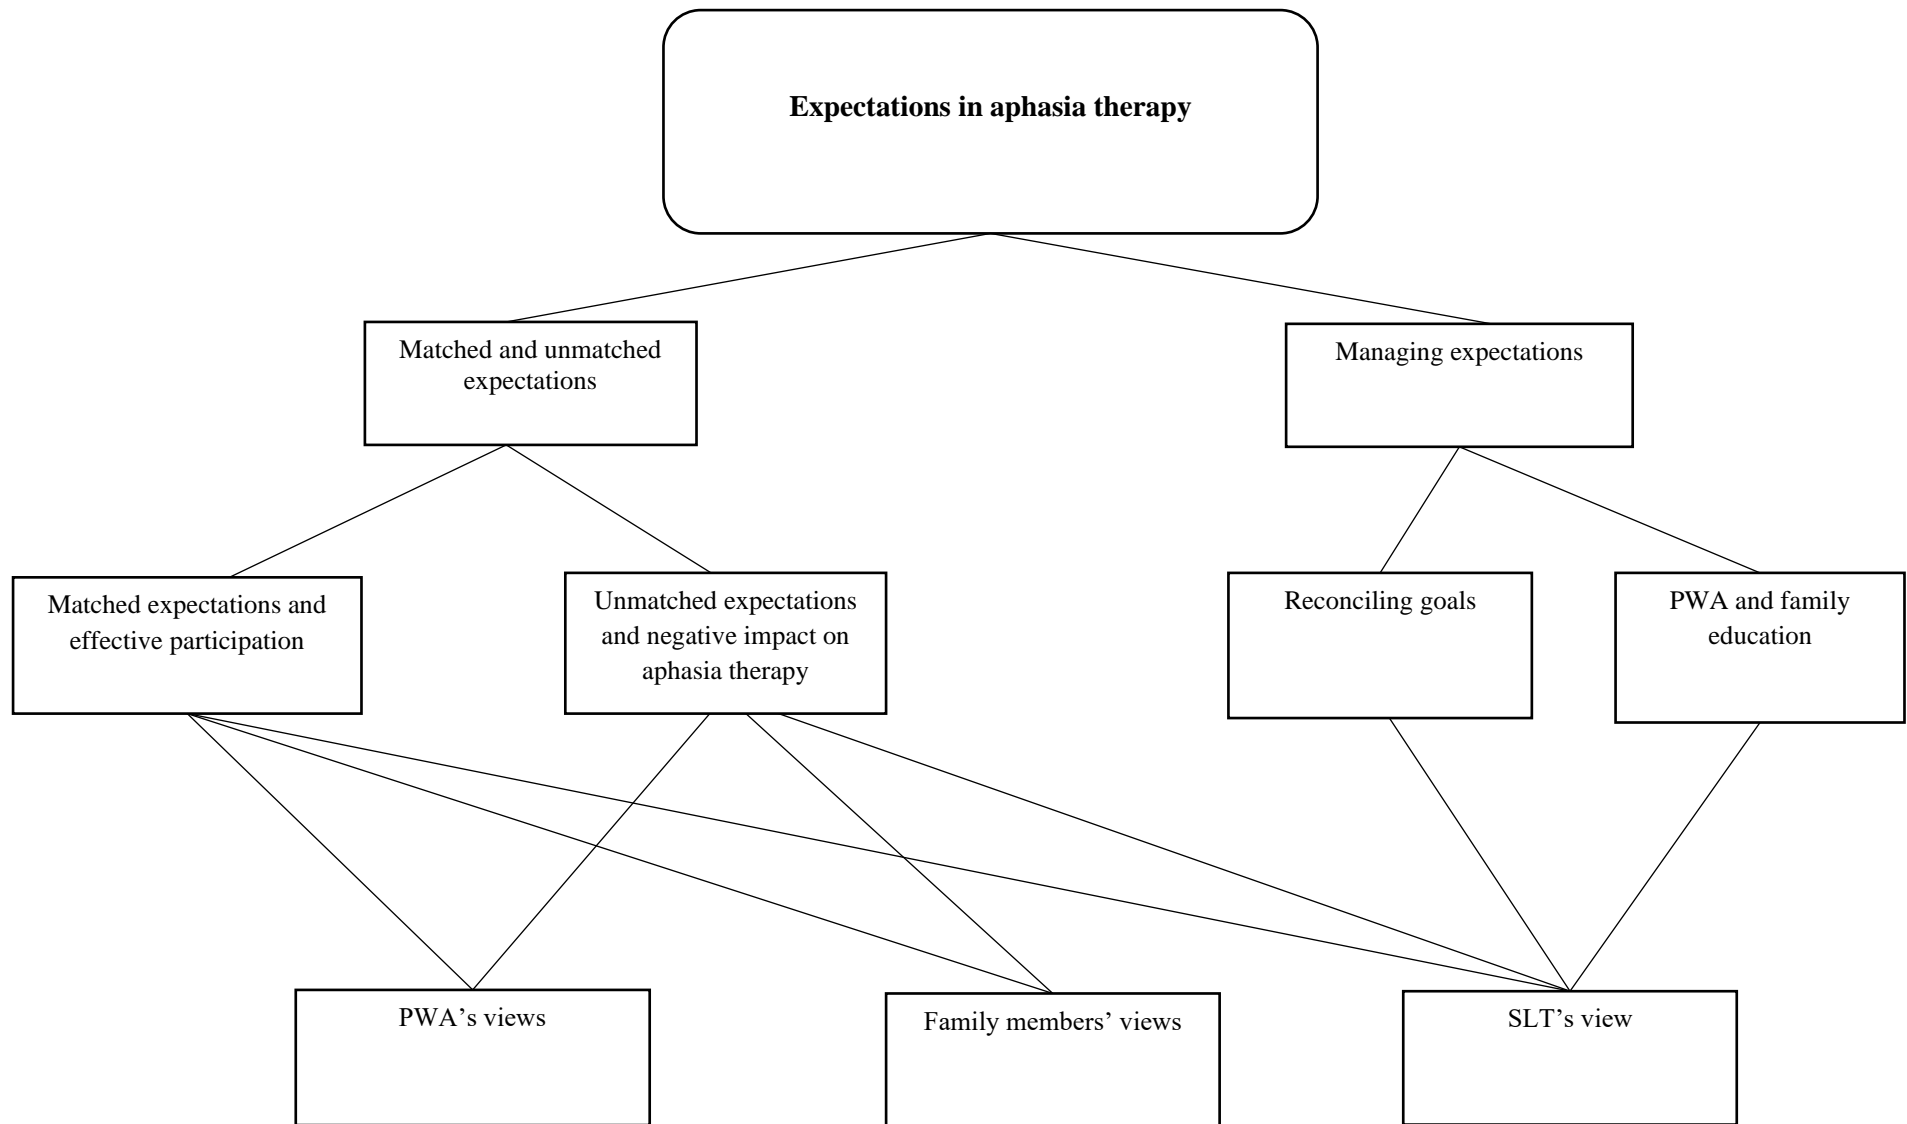 Expectations in aphasia therapy
Matched and unmatched
expectations
Managing expectations
Matched expectations and
effective participation
Unmatched expectations
and negative impact on
aphasia therapy
Reconciling goals
PWA and family
education
PWA’s views
Family members’ views
SLT’s view